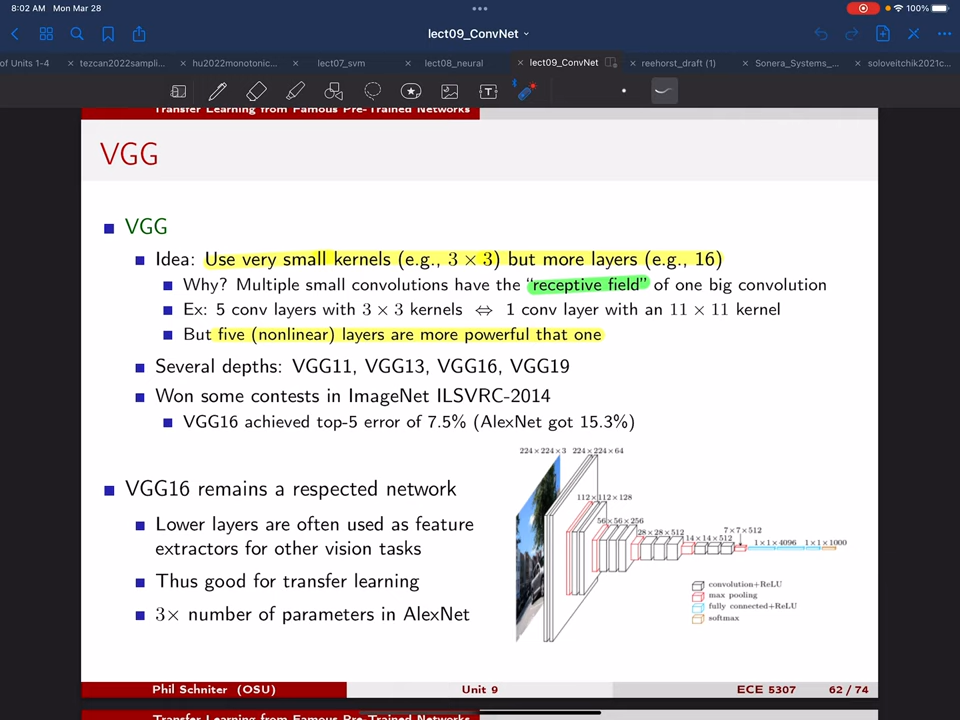 8:02 AM Mon Mar 28
100%
lect09_ConvNet
of Units 1-4
tezcan2022sampli...
hu2022monotonic...
lect07_svm
lect08_neural
lect09_ConvNet
reehorst_draft (1)
Sonera_Systems_...
soloveitchik2021c...
Transfer Learning from Famous Pre-Trained Networks
VGG
VGG
Idea: Use very small kernels (e.g., 3 × 3) but more layers (e.g., 16)
Why? Multiple small convolutions have the "receptive field" of one big convolution
Ex: 5 conv layers with 3 × 3 kernels ⇔ 1 conv layer with an 11 × 11 kernel
But five (nonlinear) layers are more powerful that one
Several depths: VGG11, VGG13, VGG16, VGG19
Won some contests in ImageNet ILSVRC-2014
VGG16 achieved top-5 error of 7.5% (AlexNet got 15.3%)
VGG16 remains a respected network
Lower layers are often used as feature
extractors for other vision tasks
Thus good for transfer learning
3× number of parameters in AlexNet
224 × 224 × 3 224 × 224 × 64
112 × 112 × 128
56 × 56 × 256
28 × 28 × 512
14 × 14 × 512
7 × 7 × 512
1 × 1 × 4096
1 × 1 × 1000
convolution+ReLU
max pooling
fully connected+ReLU
softmax
Phil Schniter (OSU)
Unit 9
ECE 5307
62 / 74
Transfer Learning from Famous Pre-Trained Networks